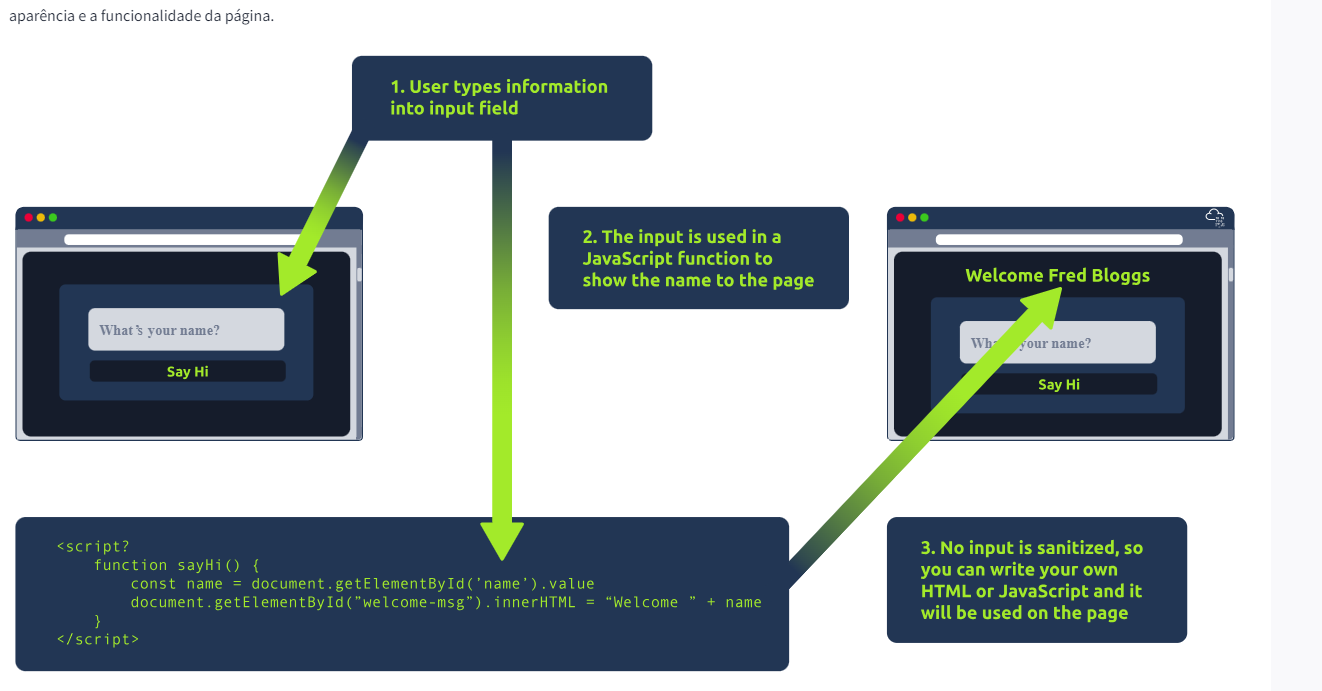 aparência e a funcionalidade da página.
1. User types information
into input field
What's your name?
Say Hi
2. The input is used in a
JavaScript function to
show the name to the page
Welcome Fred Bloggs
your name?
Say Hi
<script?
function sayHi() {
const name = document.getElementById('name').value
document.getElementById("welcome-msg").innerHTML = “Welcome ” + name
}
</script>
3. No input is sanitized, so
you can write your own
HTML or JavaScript and it
will be used on the page